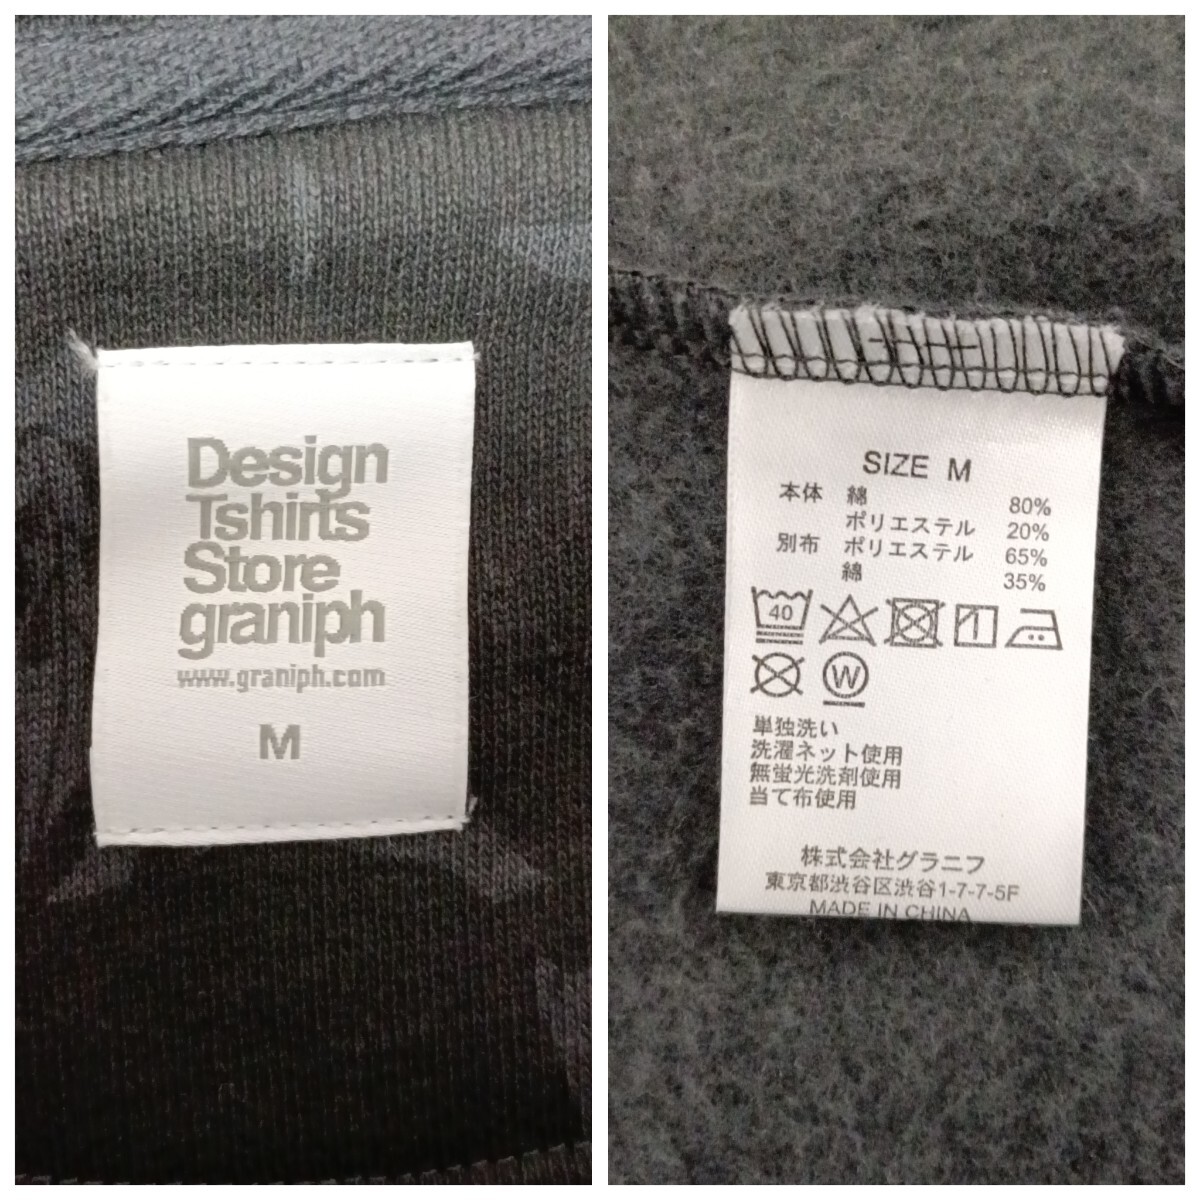 Design
Tshirts
Store
graniph
www.graniph.com
M
SIZE M
本体 綿 80%
ポリエステル 20%
別布 ポリエステル 65%
綿 35%
40
W
単独洗い
洗濯ネット使用
無蛍光洗剤使用
当て布使用
株式会社グラニフ
東京都渋谷区渋谷1-7-7-5F
MADE IN CHINA